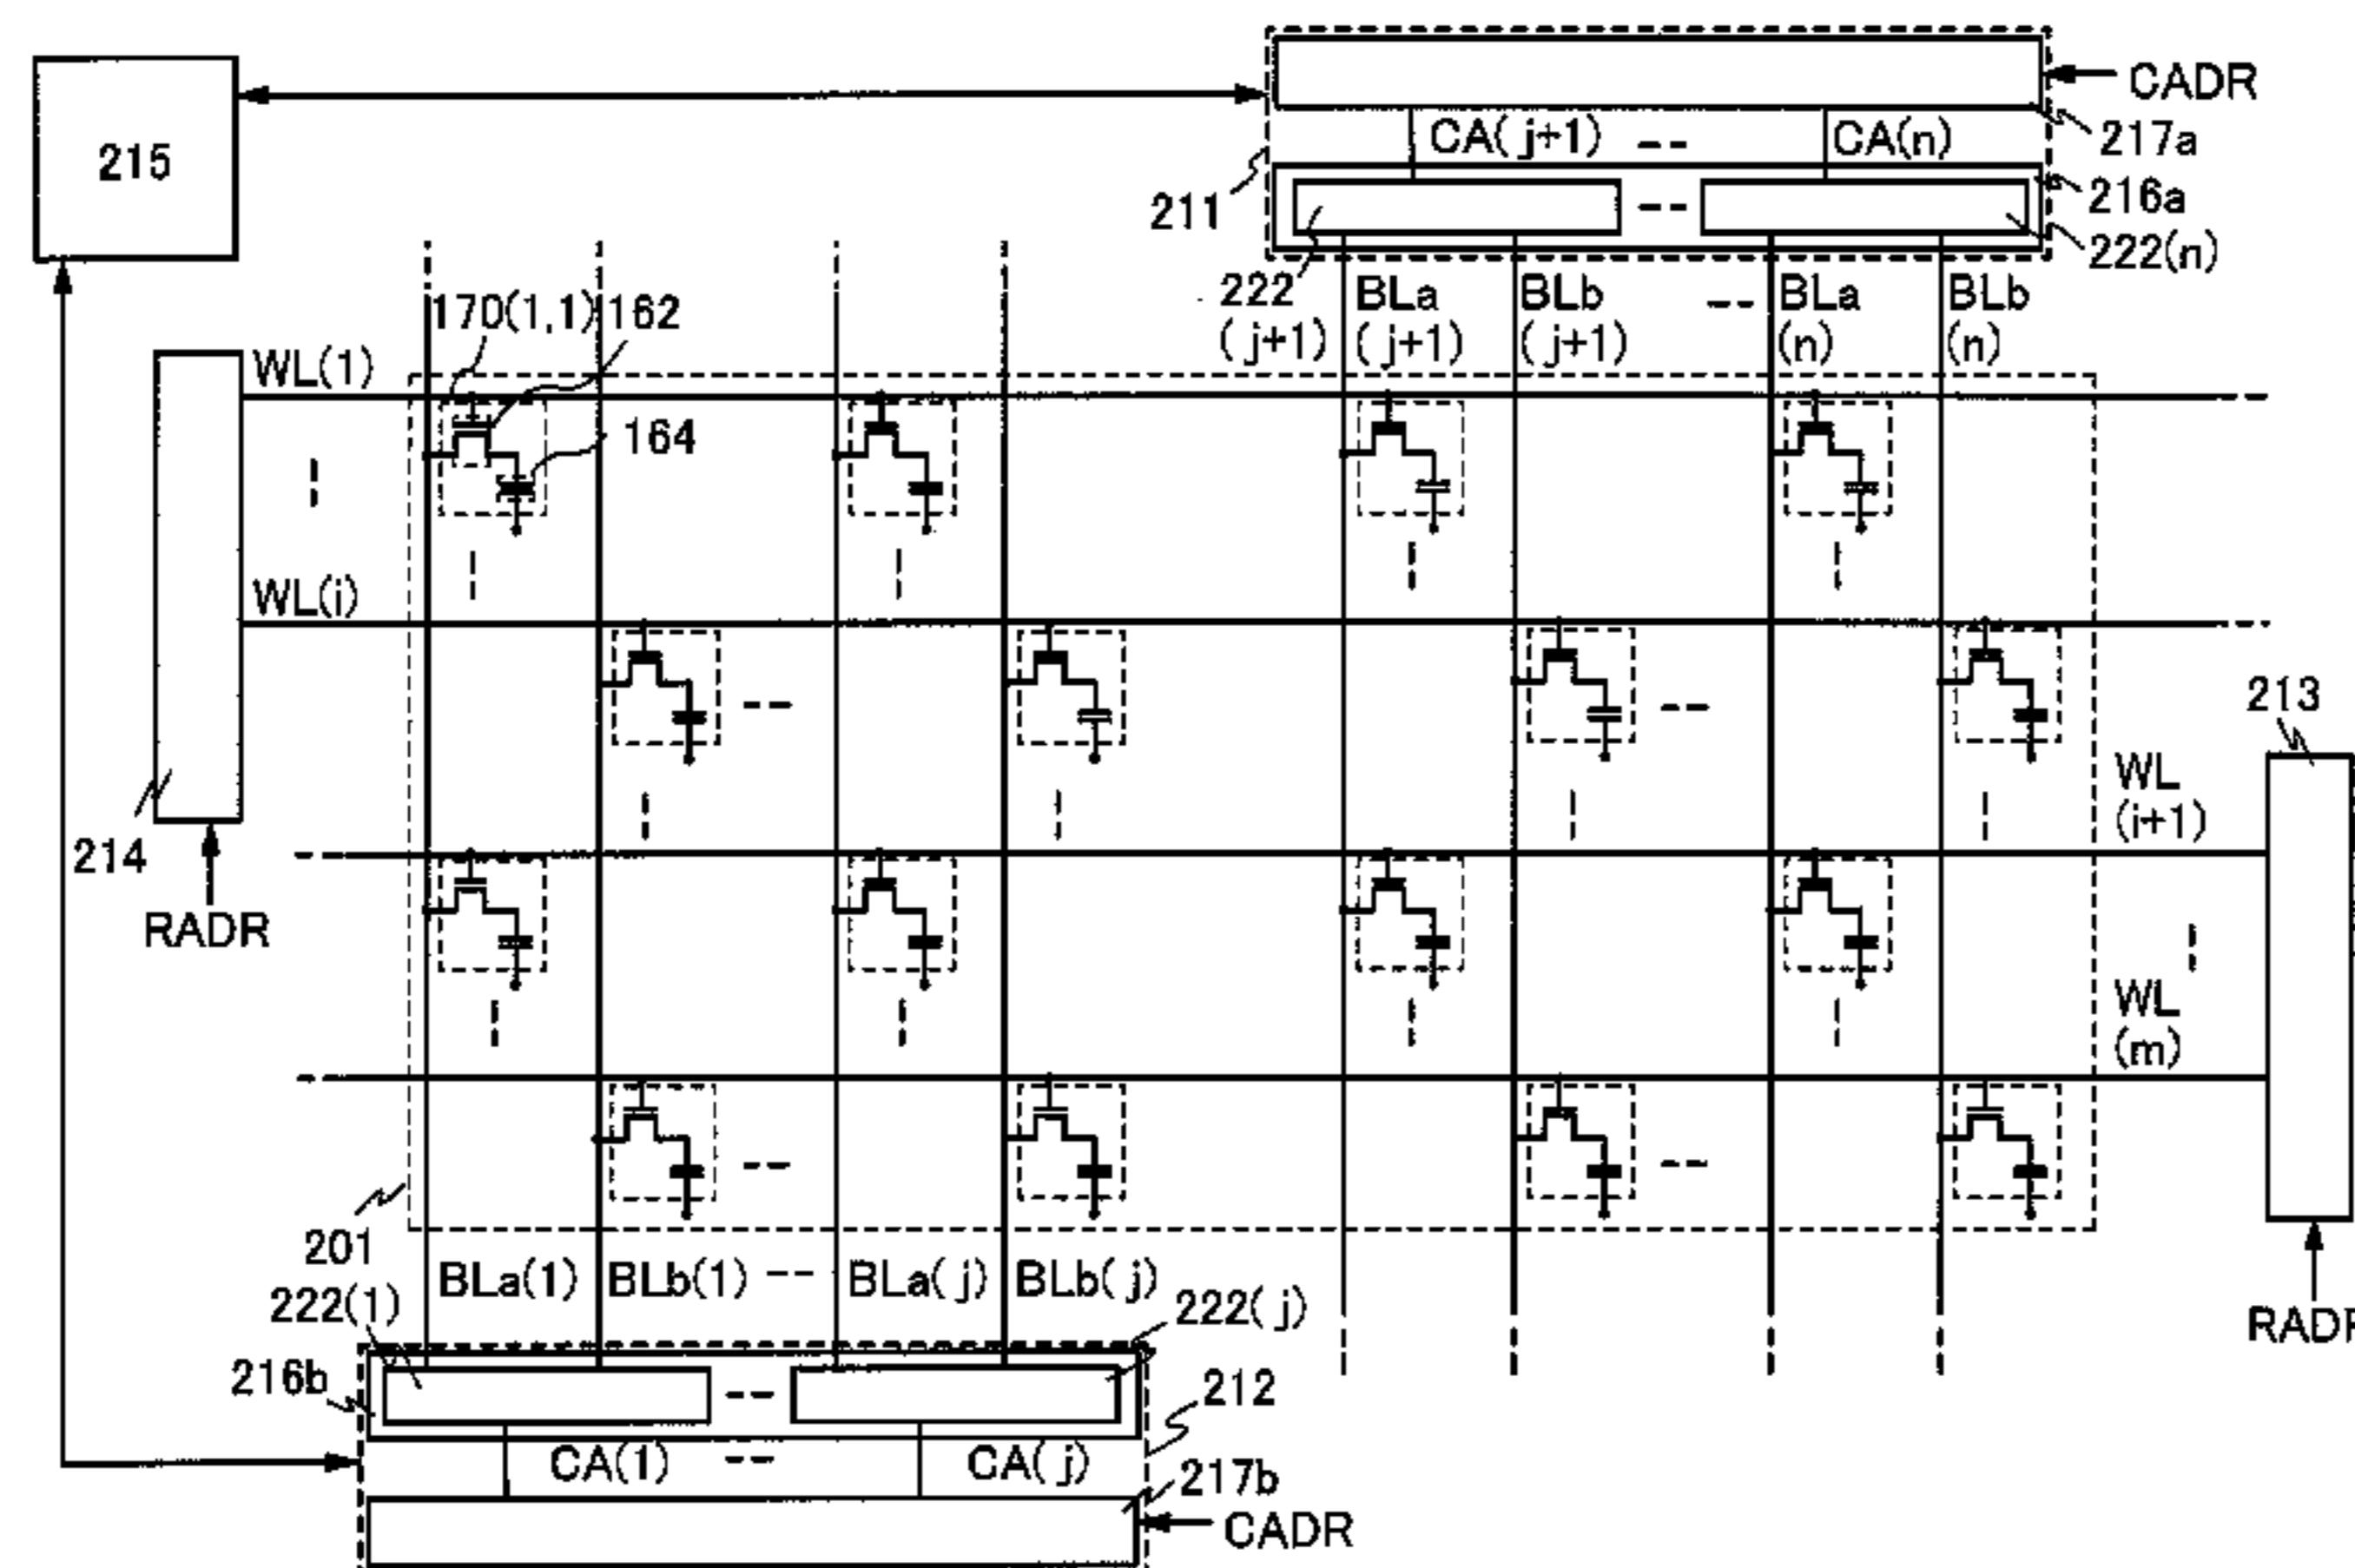 215
CADR
CA(j+1) -- CA(n)
217a
211
216a
222(n)
222
(j+1)
BLa
(j+1)
BLb
(j+1)
-- BLa
(n)
BLb
(n)
170(1,1) 162
WL(1)
164
WL(i)
213
214
RADR
WL
(i+1)
WL
(m)
201
BLa(1) BLb(1) -- BLa(j) BLb(j)
222(1)
222(j)
RADR
216b
212
CA(1) -- CA(j)
217b
CADR